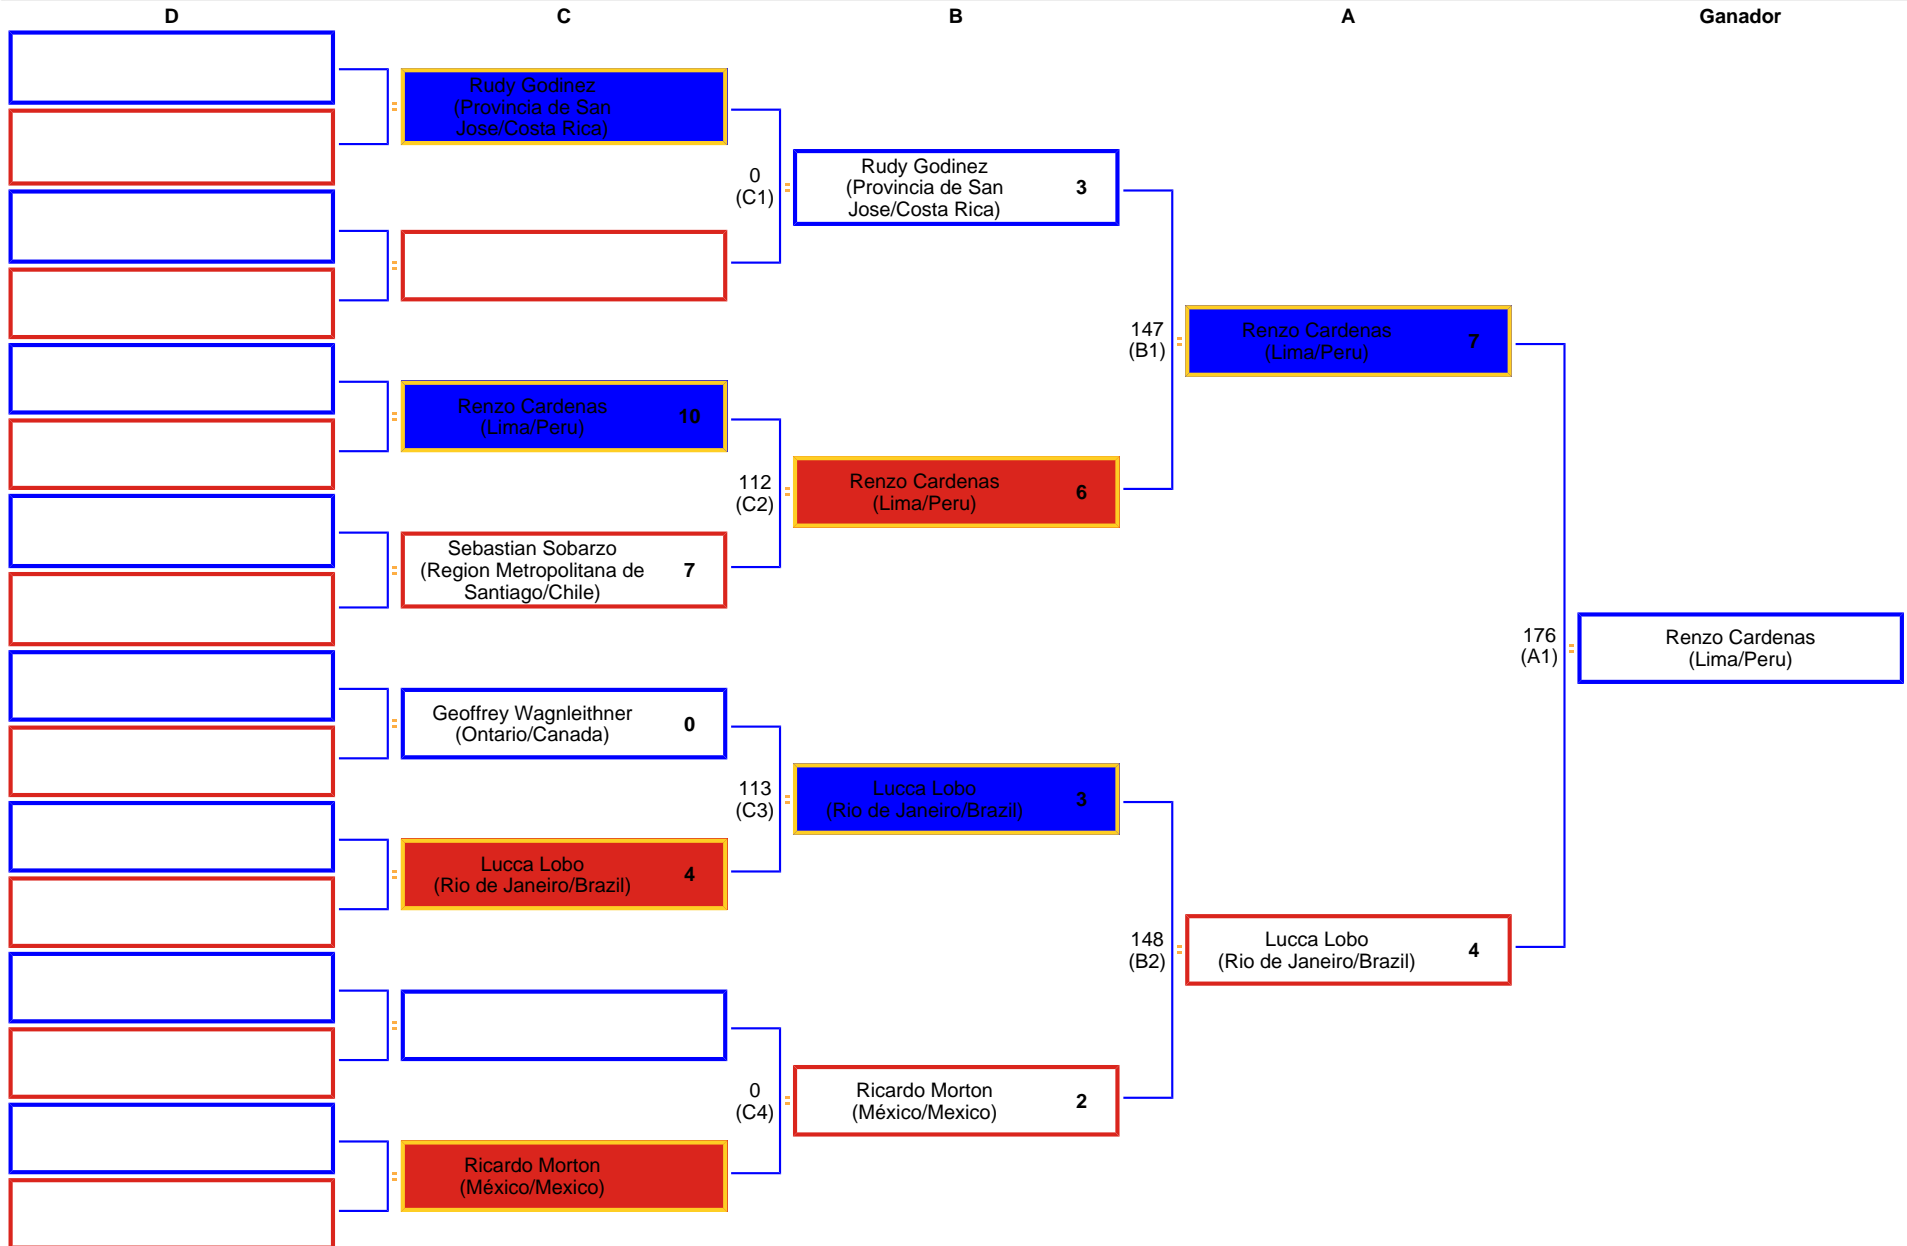 D
C
B
A
Ganador
Rudy Godinez
(Provincia de San
Jose/Costa Rica)
0
(C1)
Rudy Godinez
(Provincia de San
Jose/Costa Rica)
3
147
(B1)
Renzo Cardenas
(Lima/Peru)
7
Renzo Cardenas
(Lima/Peru)
10
112
(C2)
Renzo Cardenas
(Lima/Peru)
6
Sebastian Sobarzo
(Region Metropolitana de
Santiago/Chile)
7
176
(A1)
Renzo Cardenas
(Lima/Peru)
Geoffrey Wagnleithner
(Ontario/Canada)
0
113
(C3)
Lucca Lobo
(Rio de Janeiro/Brazil)
3
Lucca Lobo
(Rio de Janeiro/Brazil)
4
148
(B2)
Lucca Lobo
(Rio de Janeiro/Brazil)
4
0
(C4)
Ricardo Morton
(México/Mexico)
2
Ricardo Morton
(México/Mexico)